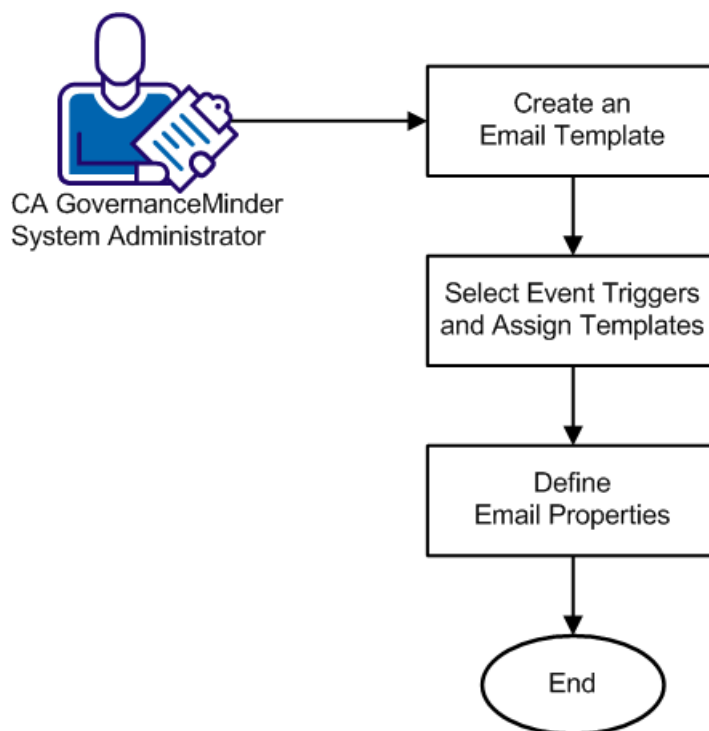 CA GovernanceMinder
System Administrator
Create an
Email Template
Select Event Triggers
and Assign Templates
Define
Email Properties
End